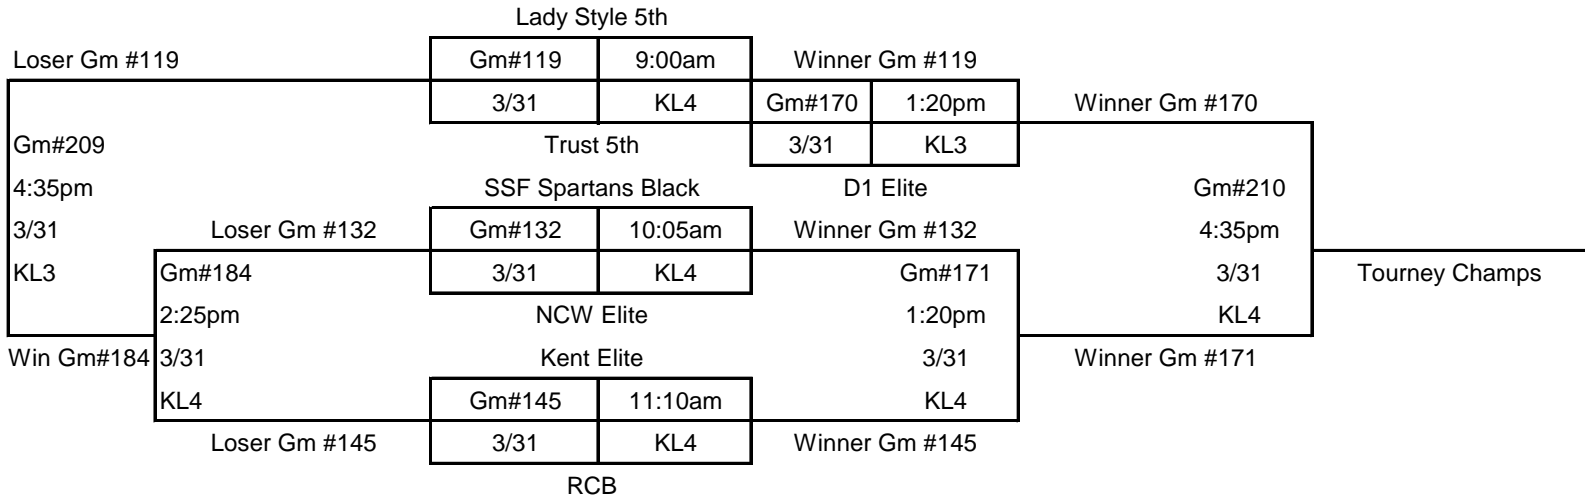 Lady Style 5th
Loser Gm #119 Gm#119 9:00am Winner Gm #119
3/31 KL4 Gm#170 1:20pm Winner Gm #170
Gm#209 Trust 5th 3/31 KL3
4:35pm SSF Spartans Black D1 Elite Gm#210
3/31 Loser Gm #132 Gm#132 10:05am Winner Gm #132 4:35pm
KL3 Gm#184 3/31 KL4 Gm#171 3/31 Tourney Champs
2:25pm NCW Elite 1:20pm KL4
Win Gm#184 3/31 Kent Elite 3/31 Winner Gm #171
KL4 Gm#145 11:10am KL4
Loser Gm #145 3/31 KL4 Winner Gm #145
RCB